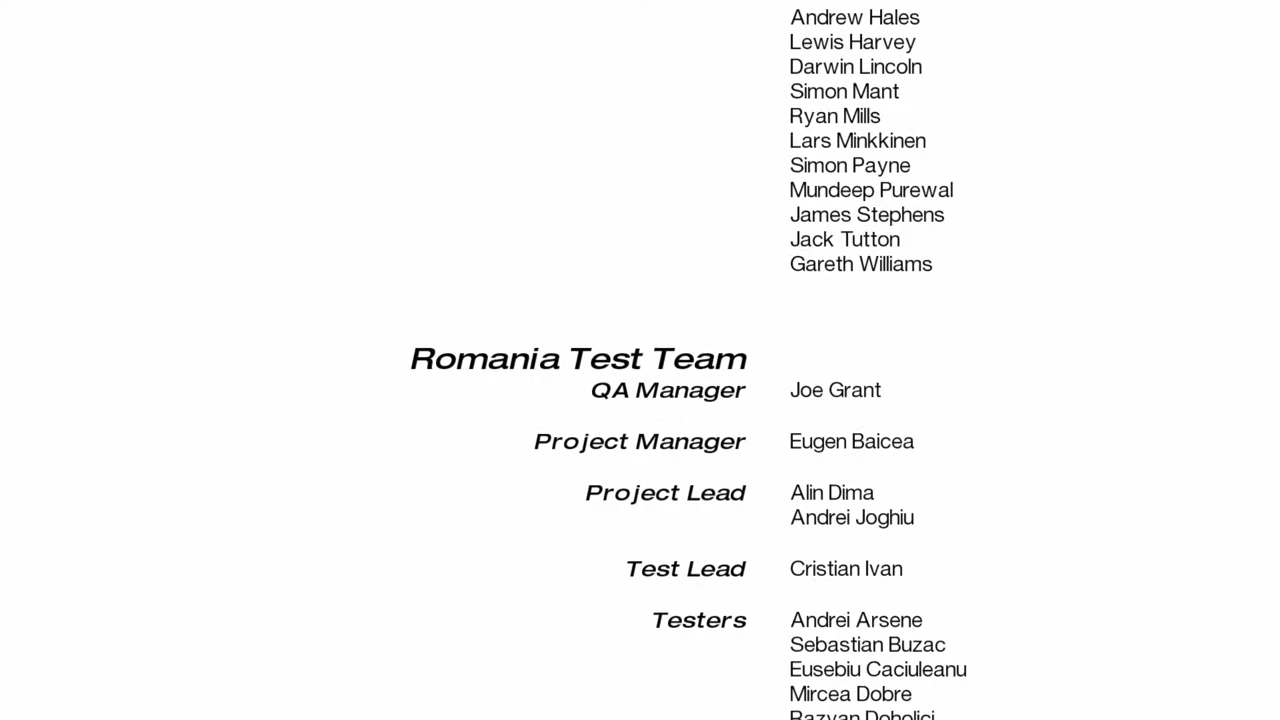 Andrew Hales
Lewis Harvey
Darwin Lincoln
Simon Mant
Ryan Mills
Lars Minkkinen
Simon Payne
Mundeep Purewal
James Stephens
Jack Tutton
Gareth Williams
Romania Test Team
QA Manager Joe Grant
Project Manager Eugen Baicea
Project Lead Alin Dima
Andrei Joghiu
Test Lead Cristian Ivan
Testers Andrei Arsene
Sebastian Buzac
Eusebiu Caciuleanu
Mircea Dobre
Razvan Doholici